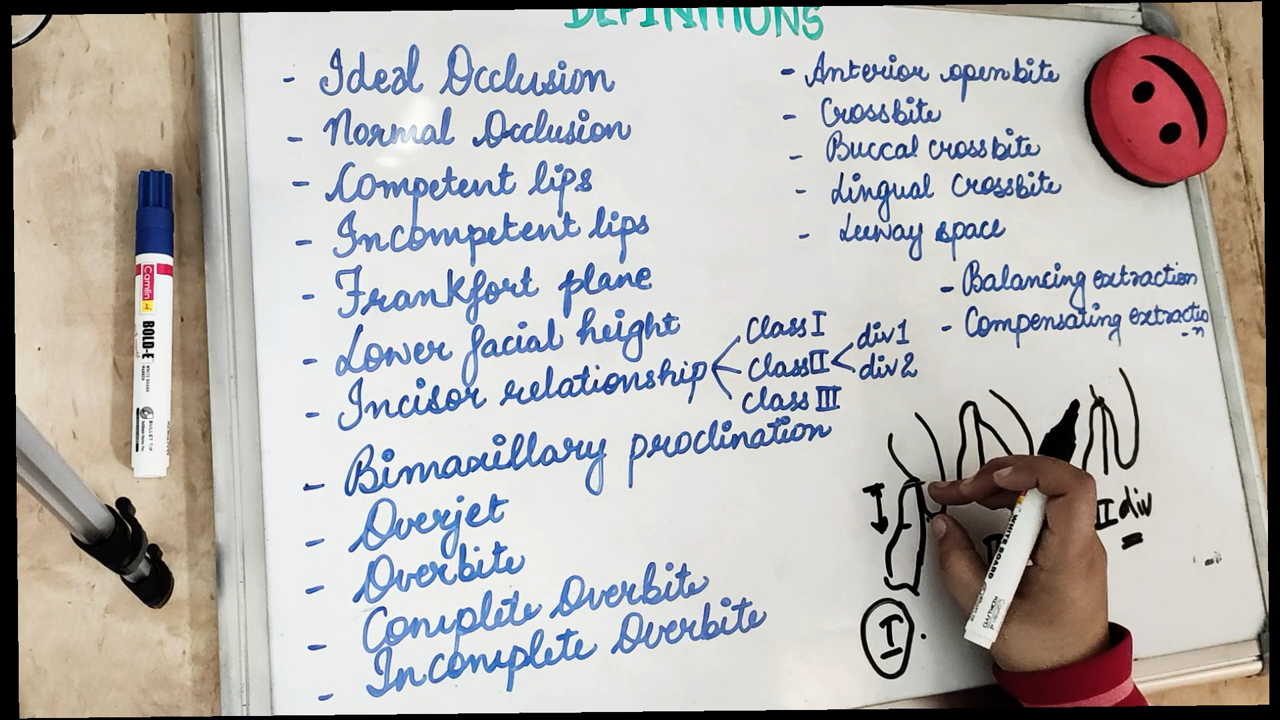 DEFINITIONS
- Ideal Occlusion
- Normal Occlusion
- Competent lips
- Incompetent lips
- Frankfort plane
- Lower facial height
- Incisor relationship
Class I
Class II
div 1
div 2
Class III
- Bimaxillary proclination
- Overjet
- Overbite
- Complete Overbite
- Incomplete Overbite
- Anterior openbite
- Crossbite
- Buccal crossbite
- Lingual Crossbite
- Leeway space
- Balancing extraction
- Compensating extractio
-n
I
I
II div
Camlin
BOLD-E
WHITE BOARD